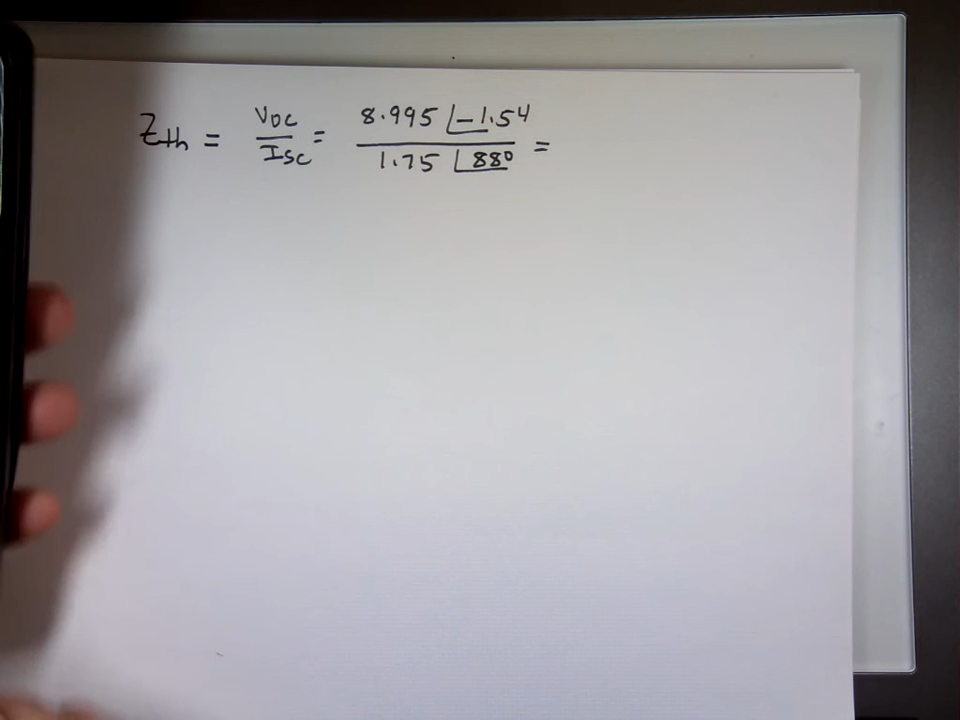 Zth = Voc/Isc = 8.995 ∠-1.54 / 1.75 ∠88° =